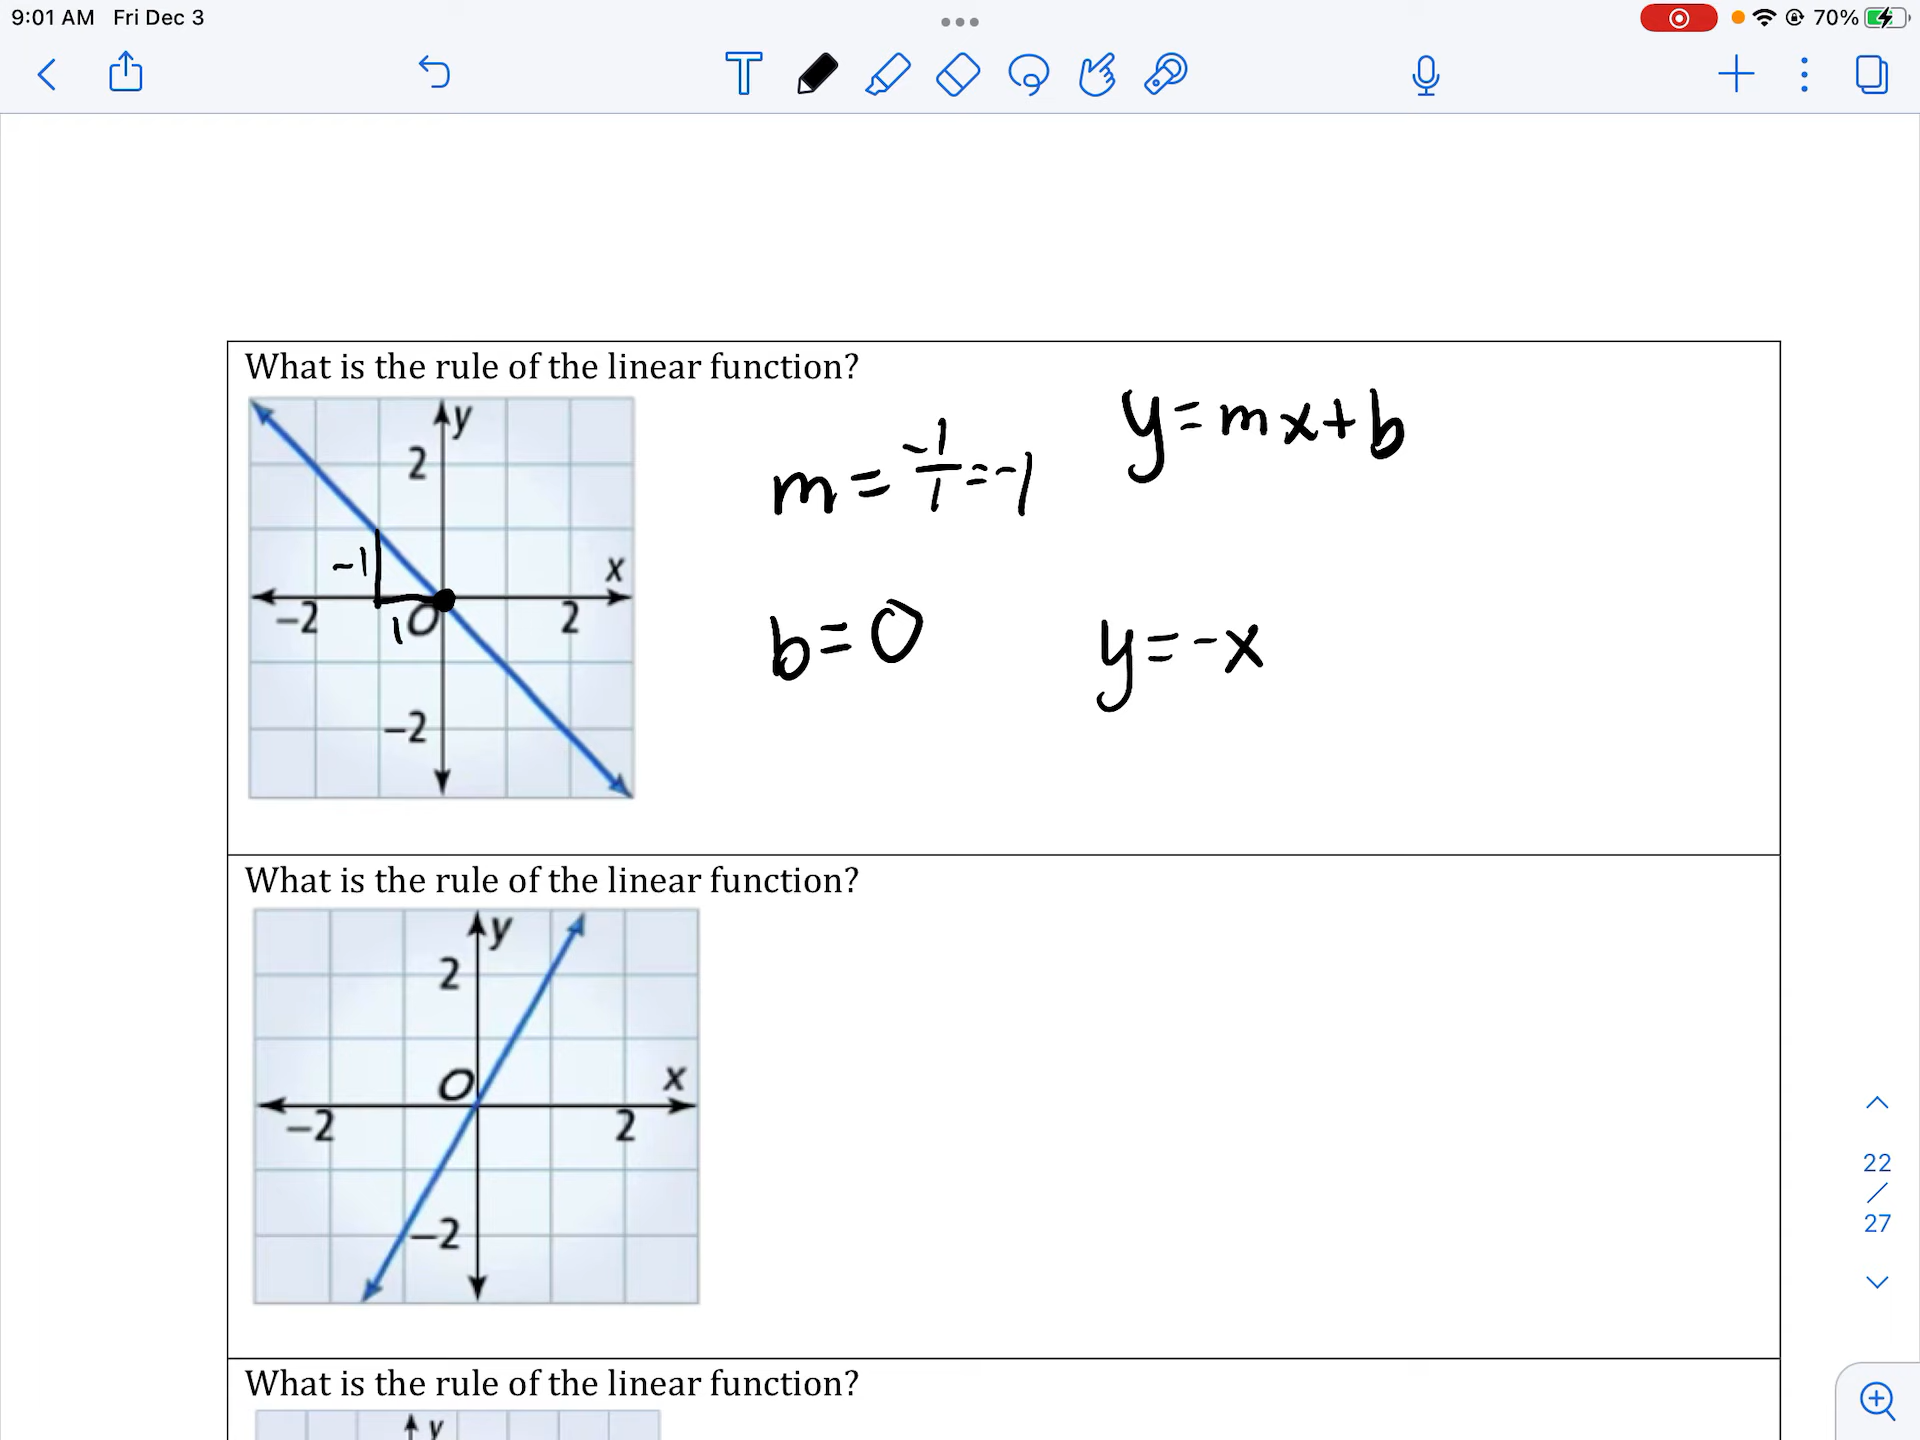 9:01 AM Fri Dec 3
70%
T
What is the rule of the linear function?
y
2
x
-2
O
2
-2
-1
1
m = -1/1 = -1
y = mx + b
b = 0
y = -x
What is the rule of the linear function?
y
2
O
x
-2
2
-2
22
/
27
What is the rule of the linear function?
y